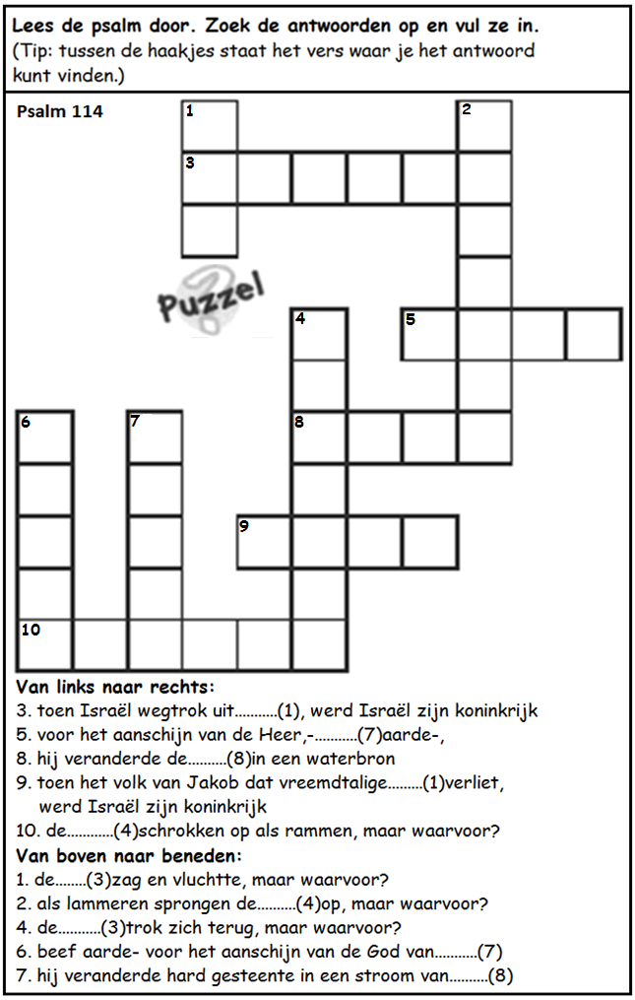 Lees de psalm door. Zoek de antwoorden op en vul ze in.
(Tip: tussen de haakjes staat het vers waar je het antwoord
kunt vinden.)
Psalm 114
1
2
3
Puzzel
4
5
6
7
8
9
10
Van links naar rechts:
3. toen Israël wegtrok uit..........(1), werd Israël zijn koninkrijk
5. voor het aanschijn van de Heer,-..........(7)aarde-,
8. hij veranderde de.........(8)in een waterbron
9. toen het volk van Jakob dat vreemdtalige........(1)verliet,
werd Israël zijn koninkrijk
10. de............(4)schrokken op als rammen, maar waarvoor?
Van boven naar beneden:
1. de........(3)zag en vluchtte, maar waarvoor?
2. als lammeren sprongen de..........(4)op, maar waarvoor?
4. de...........(3)trok zich terug, maar waarvoor?
6. beef aarde- voor het aanschijn van de God van...........(7)
7. hij veranderde hard gesteente in een stroom van..........(8)